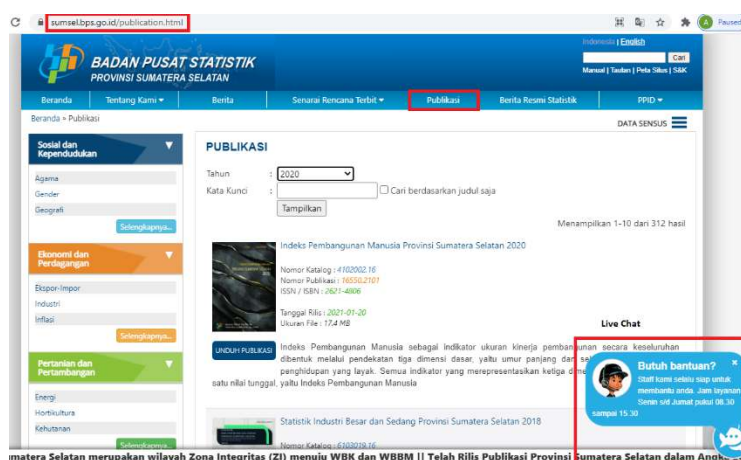 sumsel.bps.go.id/publication.html
Paused
Indonesia | English
BADAN PUSAT STATISTIK
PROVINSI SUMATERA SELATAN
Cari
Manual | Tautan | Peta Situs | S&K
Beranda
Tentang Kami
Berita
Senarai Rencana Terbit
Publikasi
Berita Resmi Statistik
PPID
Beranda » Publikasi
DATA SENSUS
Sosial dan
Kependudukan
Agama
Gender
Geografi
Selengkapnya...
Ekonomi dan
Perdagangan
Ekspor-Impor
Industri
Inflasi
Selengkapnya...
Pertanian dan
Pertambangan
Energi
Hortikultura
Kehutanan
Selengkapnya...
PUBLIKASI
Tahun : 2020
Kata Kunci : Cari berdasarkan judul saja
Tampilkan
Menampilkan 1-10 dari 312 hasil
Indeks Pembangunan Manusia Provinsi Sumatera Selatan 2020
Nomor Katalog : 4102002.16
Nomor Publikasi : 16550.2101
ISSN / ISBN : 2621-4806
Tanggal Rilis : 2021-01-20
Ukuran File : 17.4 MB
UNDUH PUBLIKASI
Indeks Pembangunan Manusia sebagai indikator ukuran kinerja pembangunan secara keseluruhan
dibentuk melalui pendekatan tiga dimensi dasar, yaitu umur panjang dan
penghidupan yang layak. Semua indikator yang merepresentasikan ketiga
satu nilai tunggal, yaitu Indeks Pembangunan Manusia
Live Chat
Butuh bantuan? ×
Staff kami selalu siap untuk
membantu anda. Jam layanan
Senin s/d Jumat pukul 08.30
sampai 15.30
Statistik Industri Besar dan Sedang Provinsi Sumatera Selatan 2018
Nomor Katalog : 6103019.16
umatera Selatan merupakan wilayah Zona Integritas (ZI) menuju WBK dan WBBM || Telah Rilis Publikasi Provinsi Sumatera Selatan dalam Angka